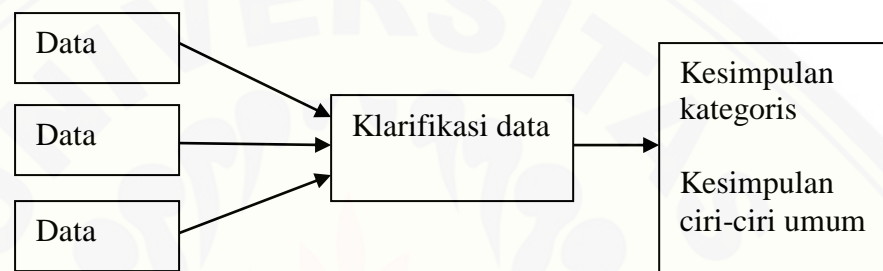 Data
Data
Data
Klarifikasi data
Kesimpulan
kategoris
Kesimpulan
ciri-ciri umum